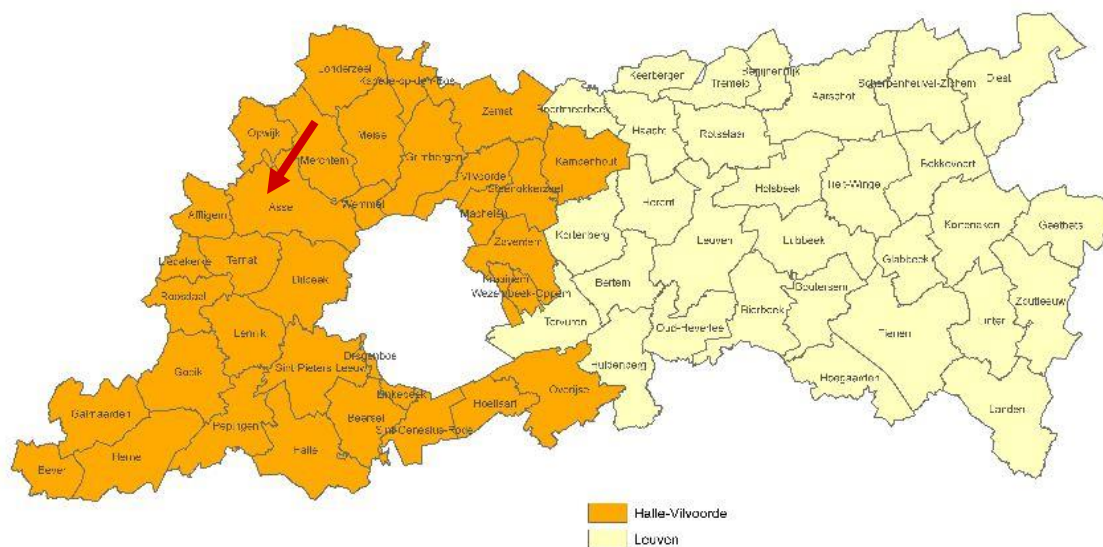 Londerzeel
Kapelle-op-den-Bos
Keerbergen
Tremelo
Begijnendijk
Aarschot
Scherpenheuvel-Zichem
Diest
Zemst
Boortmeerbeek
Opwijk
Meise
Haacht
Rotselaar
Merchtem
Grimbergen
Kampenhout
Bekkevoort
Vilvoorde
Steenokkerzeel
Holsbeek
Tielt-Winge
Asse
Wemmel
Affligem
Machelen
Herent
Kortenaken
Geetbets
Zaventem
Kortenberg
Leuven
Lubbeek
Glabbeek
Liedekerke
Ternat
Dilbeek
Kraainem
Bertem
Boutersem
Roosdaal
Wezembeek-Oppem
Bierbeek
Zoutleeuw
Tervuren
Oud-Heverlee
Tienen
Linter
Lennik
Drogenbos
Huldenberg
Gooik
Sint-Pieters-Leeuw
Hoegaarden
Linkebeek
Overijse
Hoeilaart
Galmaarden
Beersel
Landen
Pepingen
Sint-Genesius-Rode
Halle
Herne
Bever
Halle-Vilvoorde
Leuven